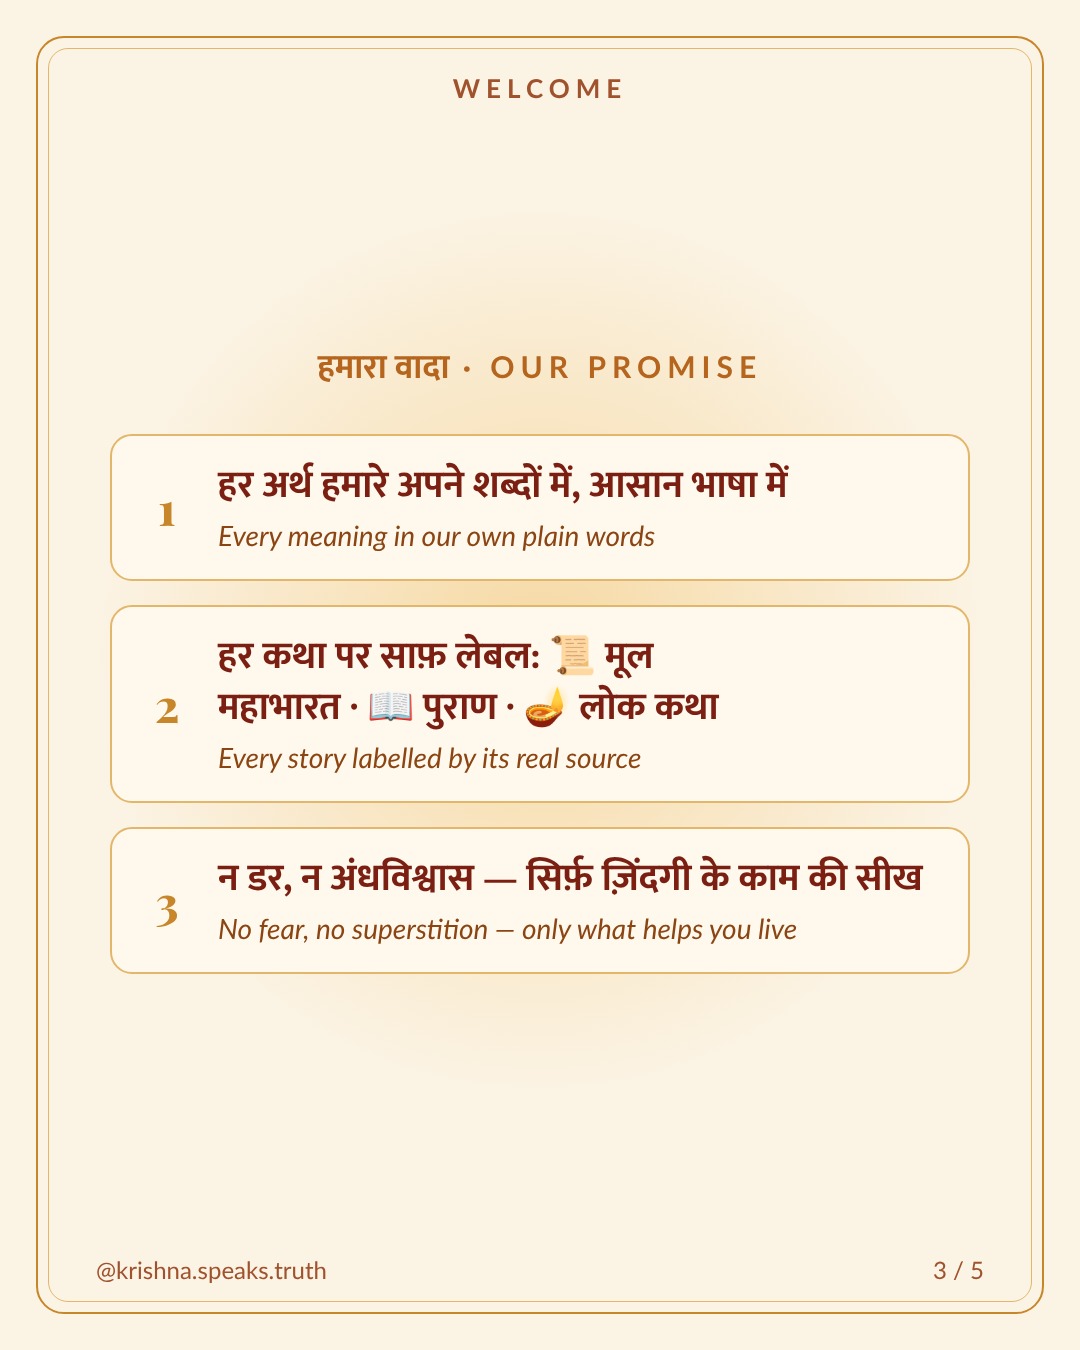 WELCOME
हमारा वादा · OUR PROMISE
1
हर अर्थ हमारे अपने शब्दों में, आसान भाषा में
Every meaning in our own plain words
2
हर कथा पर साफ़ लेबल: 📜 मूल
महाभारत · 📖 पुराण · 🪔 लोक कथा
Every story labelled by its real source
3
न डर, न अंधविश्वास — सिर्फ़ ज़िंदगी के काम की सीख
No fear, no superstition — only what helps you live
@krishna.speaks.truth
3 / 5